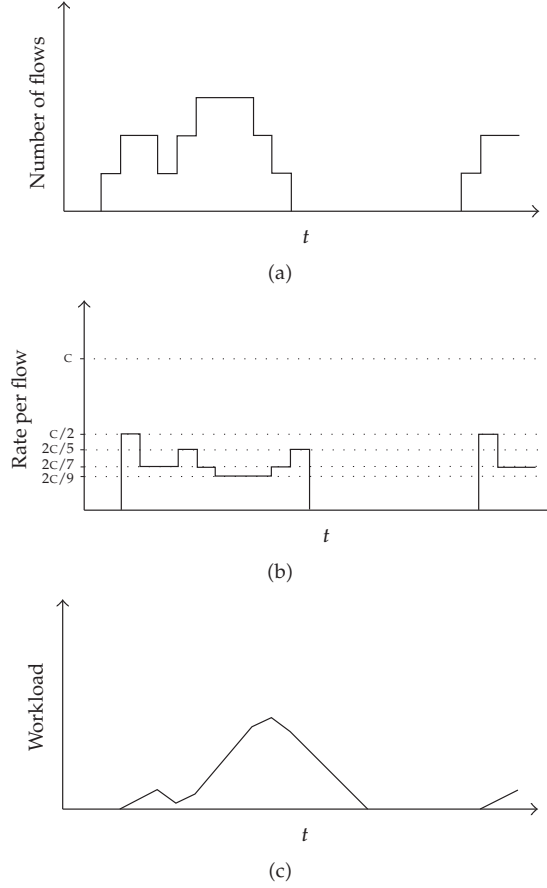 Number of flows
t
(a)
Rate per flow
C
C/2
2C/5
2C/7
2C/9
t
(b)
Workload
t
(c)